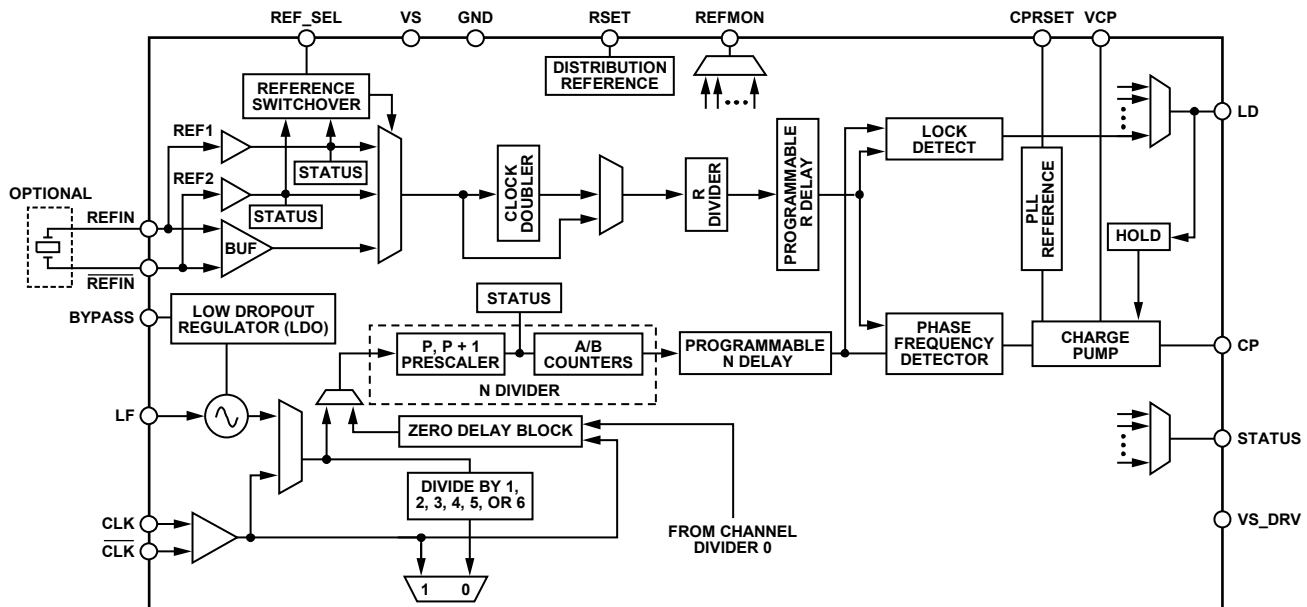 REF_SEL
VS
GND
RSET
REFMON
CPRSET
VCP
REFERENCE
SWITCHOVER
DISTRIBUTION
REFERENCE
REF1
REF2
STATUS
STATUS
OPTIONAL
REFIN
REFIN
BUF
CLOCK
DOUBLER
R
DIVIDER
PROGRAMMABLE
R DELAY
LOCK
DETECT
PLL
REFERENCE
LD
HOLD
BYPASS
LOW DROPOUT
REGULATOR (LDO)
STATUS
P, P + 1
PRESCALER
A/B
COUNTERS
N DIVIDER
PROGRAMMABLE
N DELAY
PHASE
FREQUENCY
DETECTOR
CHARGE
PUMP
CP
LF
ZERO DELAY BLOCK
STATUS
DIVIDE BY 1,
2, 3, 4, 5, OR 6
FROM CHANNEL
DIVIDER 0
VS_DRV
CLK
CLK
1 0